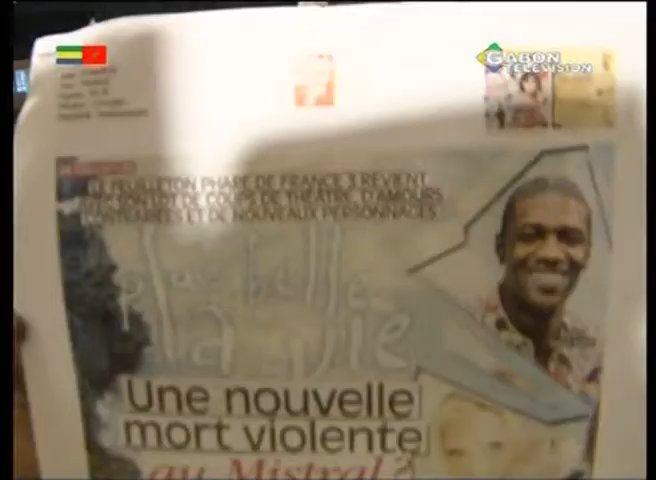 GABON
TÉLÉVISION
LE FEUILLETON PHARE DE FRANCE 3 REVIENT
AVEC SON LOT DE COUPS DE THÉÂTRE, D'AMOURS
CONTRARIÉES ET DE NOUVEAUX PERSONNAGES
plus belle
la vie
Une nouvelle
mort violente
au Mistral ?